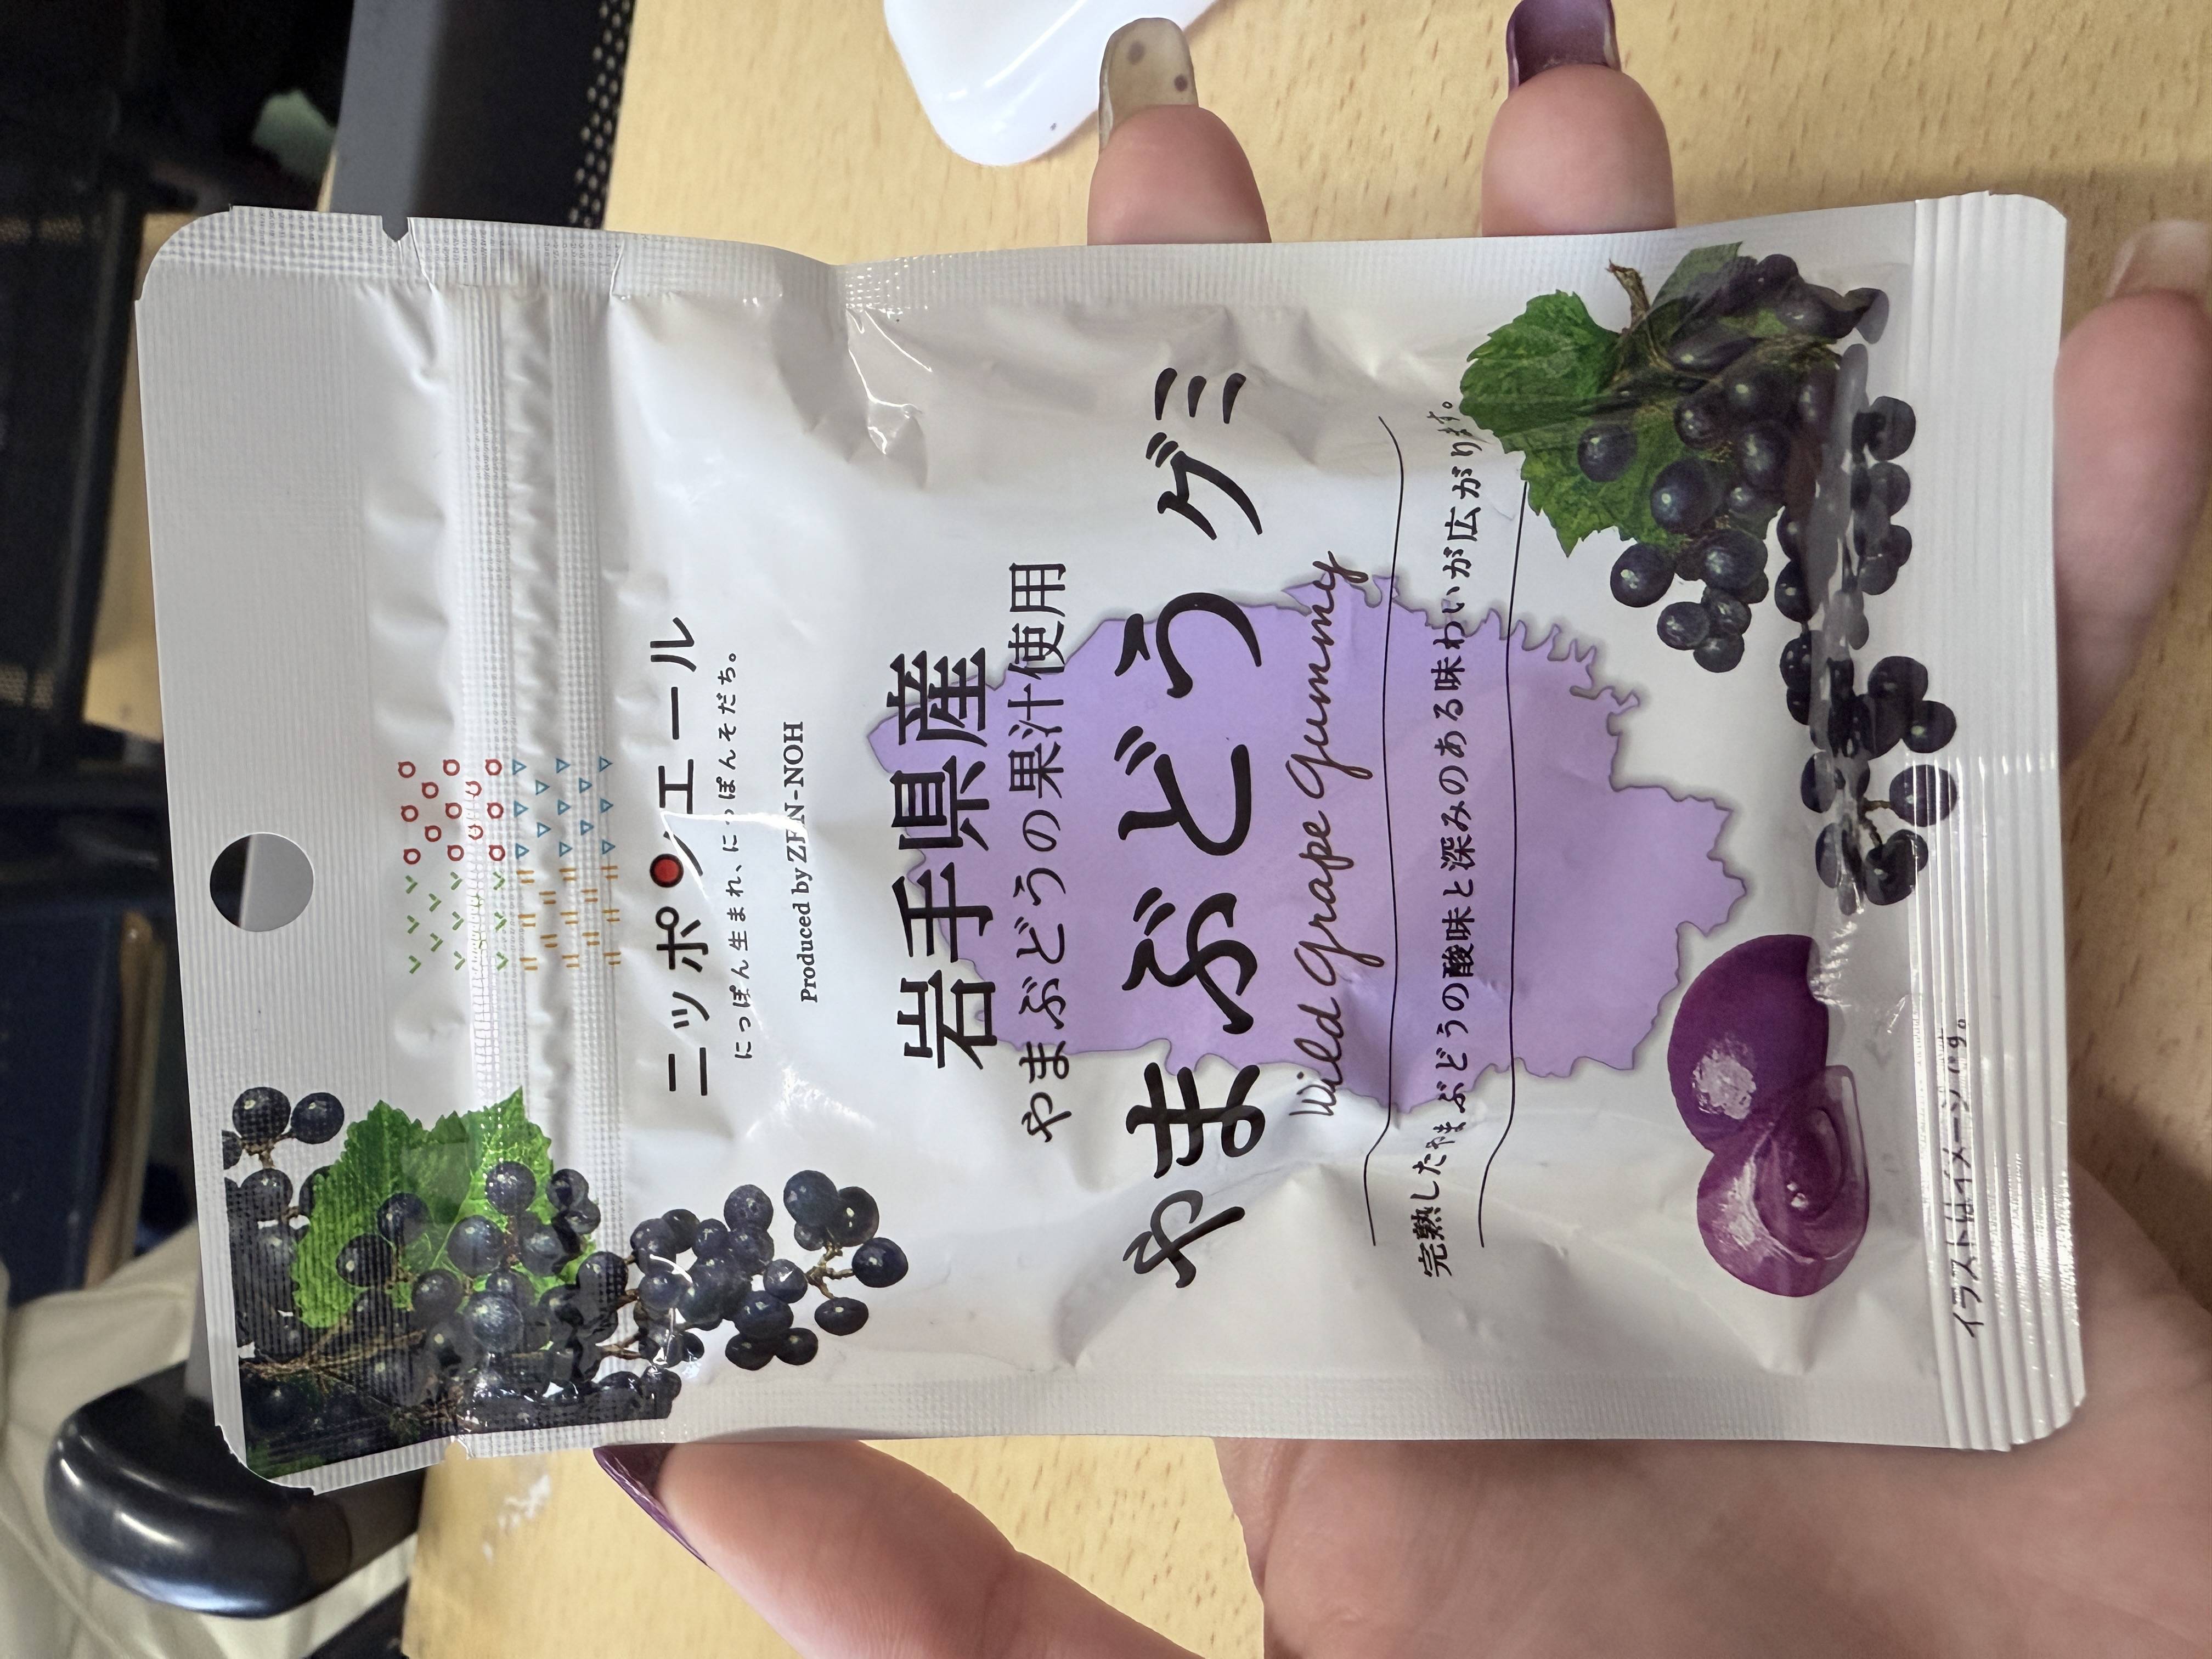 ニッポンエール
にっぽん生まれ、にっぽんそだち。
Produced by ZEN-NOH
岩手県産
やまぶどうの果汁使用
やまぶどうグミ
Wild Grape Gummy
完熟したやまぶどうの酸味と深みのある味わいが広がります。
イラストはイメージです。